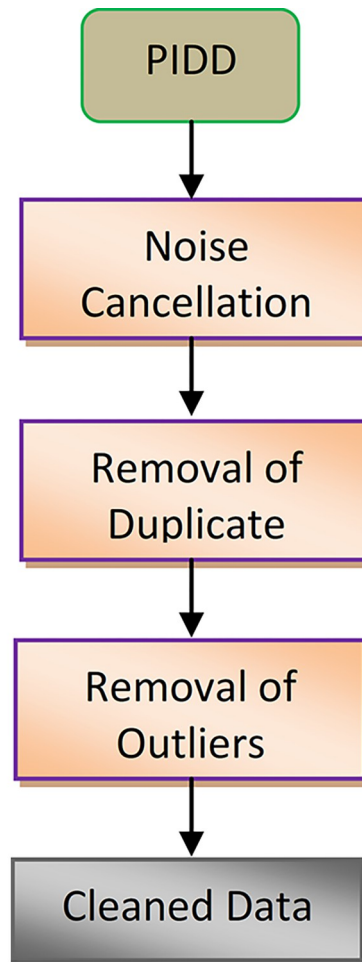 PIDD
Noise
Cancellation
Removal of
Duplicate
Removal of
Outliers
Cleaned Data